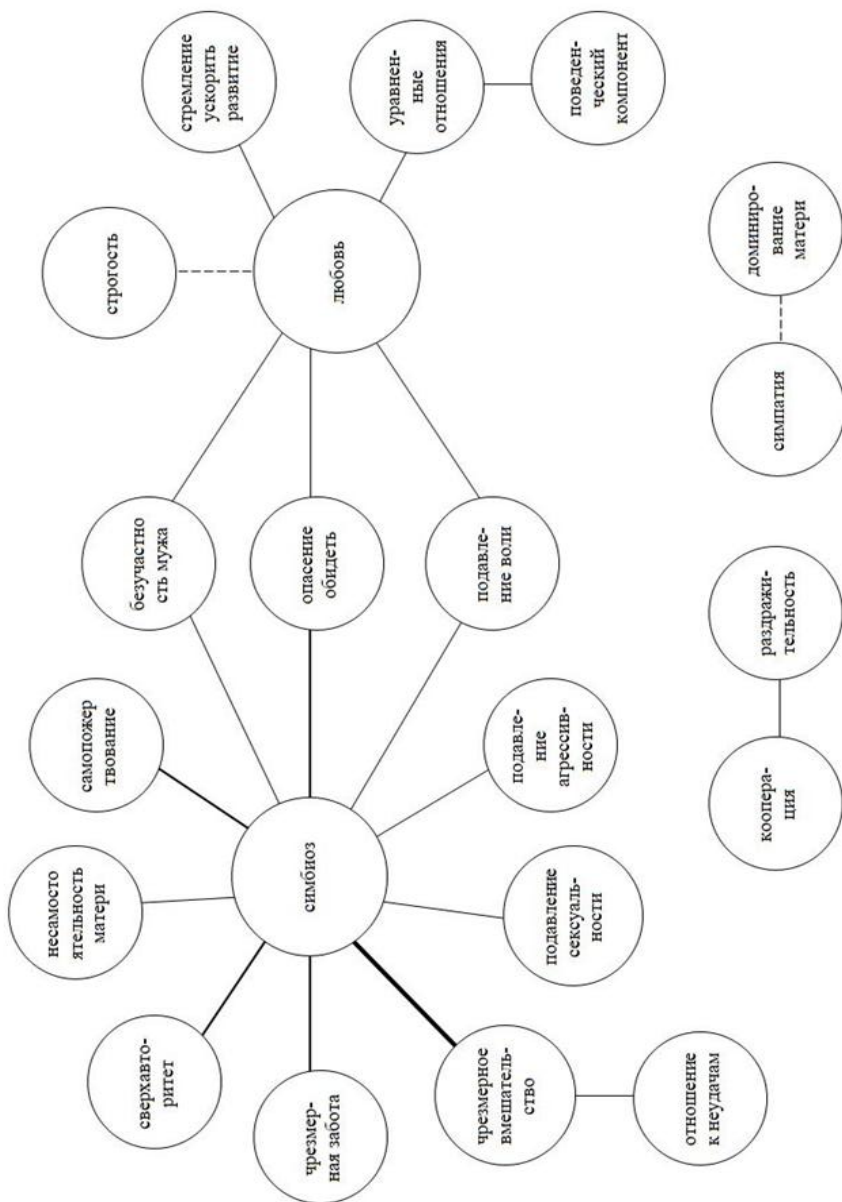 стремление
ускорить
развитие
уравнен-
ные
отношения
поведен-
ческий
компонент
строгость
любовь
доминиро-
вание
матери
симпатия
безучастно
сть мужа
опасение
обидеть
подавле-
ние воли
раздражи-
тельность
самопожер
твование
подавле-
ние
агрессив-
ности
коопера-
ция
несамосто
ятельность
матери
симбиоз
подавление
сексуаль-
ности
сверхавто-
ритет
чрезмер-
ная забота
чрезмерное
вмешатель-
ство
отношение
к неудачам